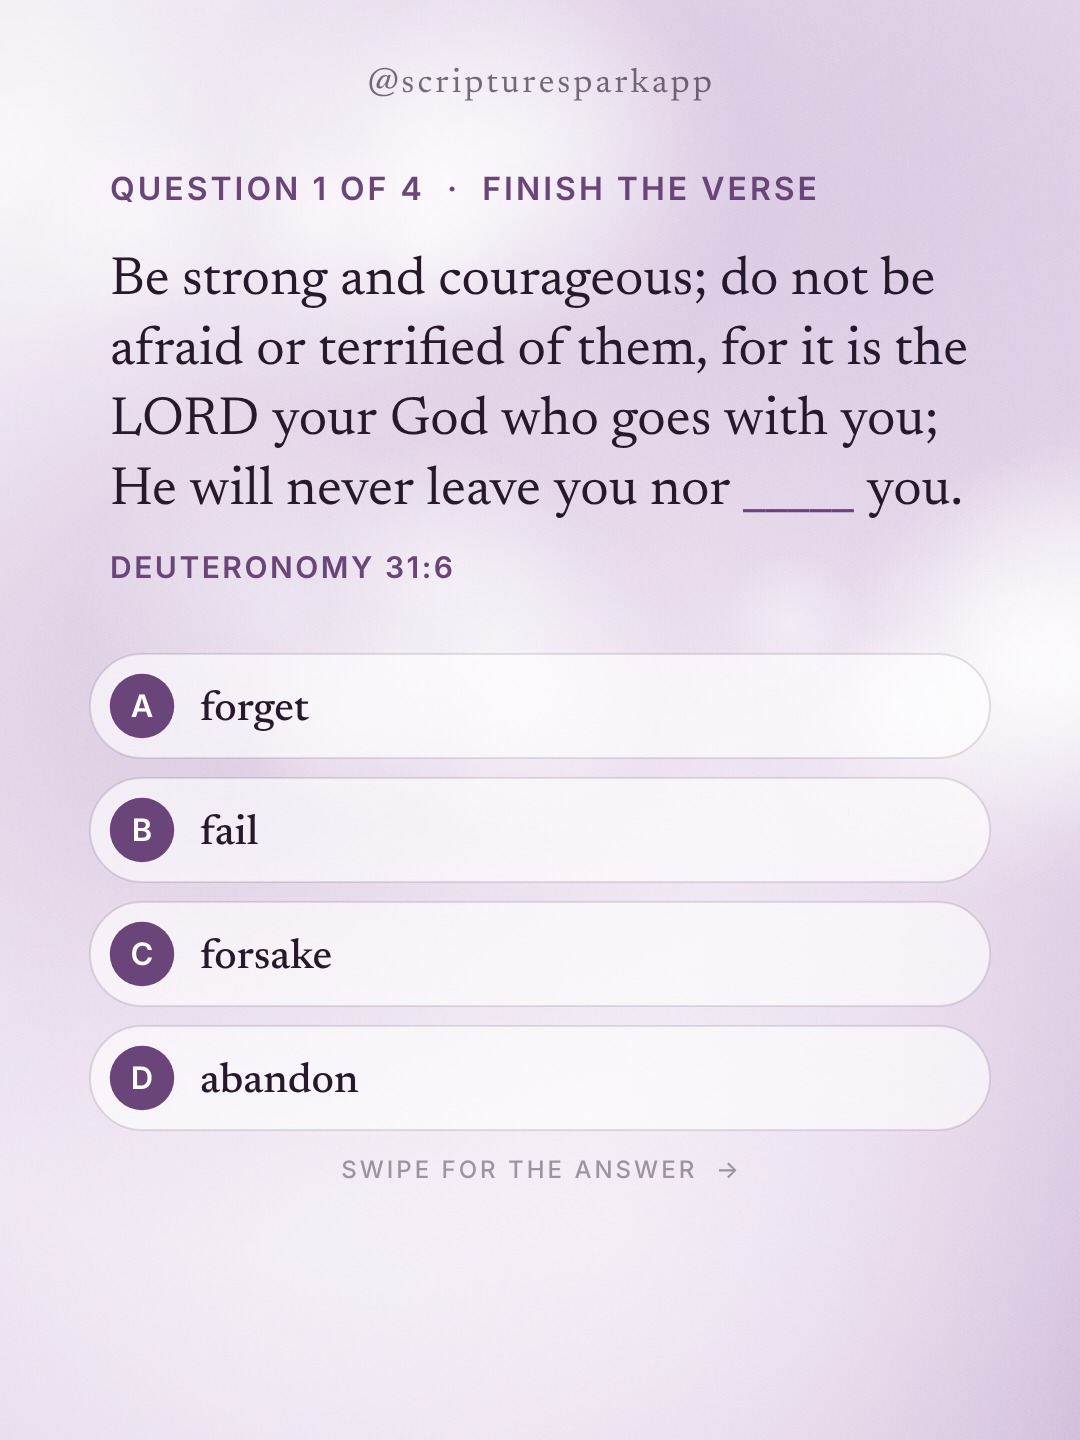 @scripturesparkapp
QUESTION 1 OF 4 · FINISH THE VERSE
Be strong and courageous; do not be
afraid or terrified of them, for it is the
LORD your God who goes with you;
He will never leave you nor _____ you.
DEUTERONOMY 31:6
A forget
B fail
C forsake
D abandon
SWIPE FOR THE ANSWER →